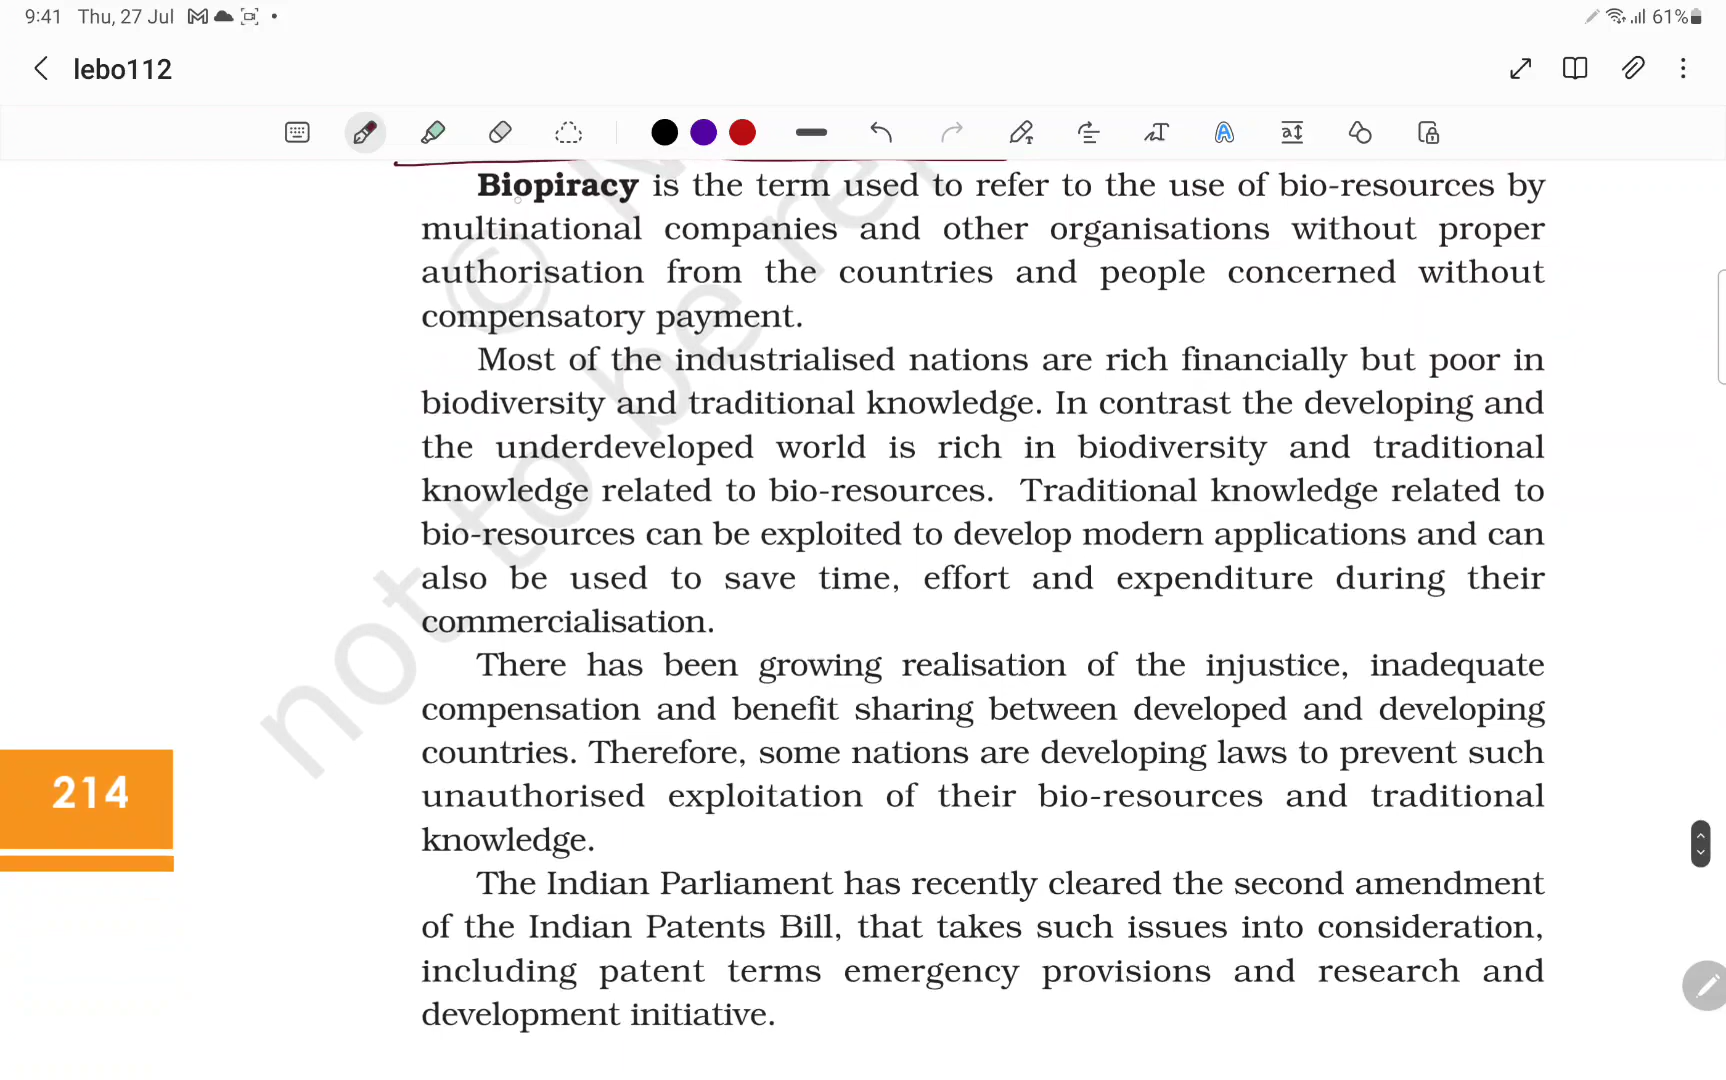 9:41 Thu, 27 Jul 61%
lebo112
Biopiracy is the term used to refer to the use of bio-resources by
multinational companies and other organisations without proper
authorisation from the countries and people concerned without
compensatory payment.
Most of the industrialised nations are rich financially but poor in
biodiversity and traditional knowledge. In contrast the developing and
the underdeveloped world is rich in biodiversity and traditional
knowledge related to bio-resources. Traditional knowledge related to
bio-resources can be exploited to develop modern applications and can
also be used to save time, effort and expenditure during their
commercialisation.
There has been growing realisation of the injustice, inadequate
compensation and benefit sharing between developed and developing
countries. Therefore, some nations are developing laws to prevent such
unauthorised exploitation of their bio-resources and traditional
knowledge.
214
The Indian Parliament has recently cleared the second amendment
of the Indian Patents Bill, that takes such issues into consideration,
including patent terms emergency provisions and research and
development initiative.
©
not to be re